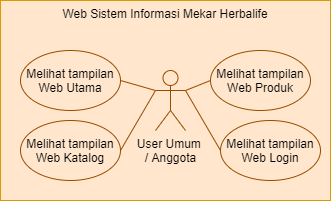 Web Sistem Informasi Mekar Herbalife
Melihat tampilan
Web Utama
Melihat tampilan
Web Produk
Melihat tampilan
Web Katalog
User Umum
/ Anggota
Melihat tampilan
Web Login